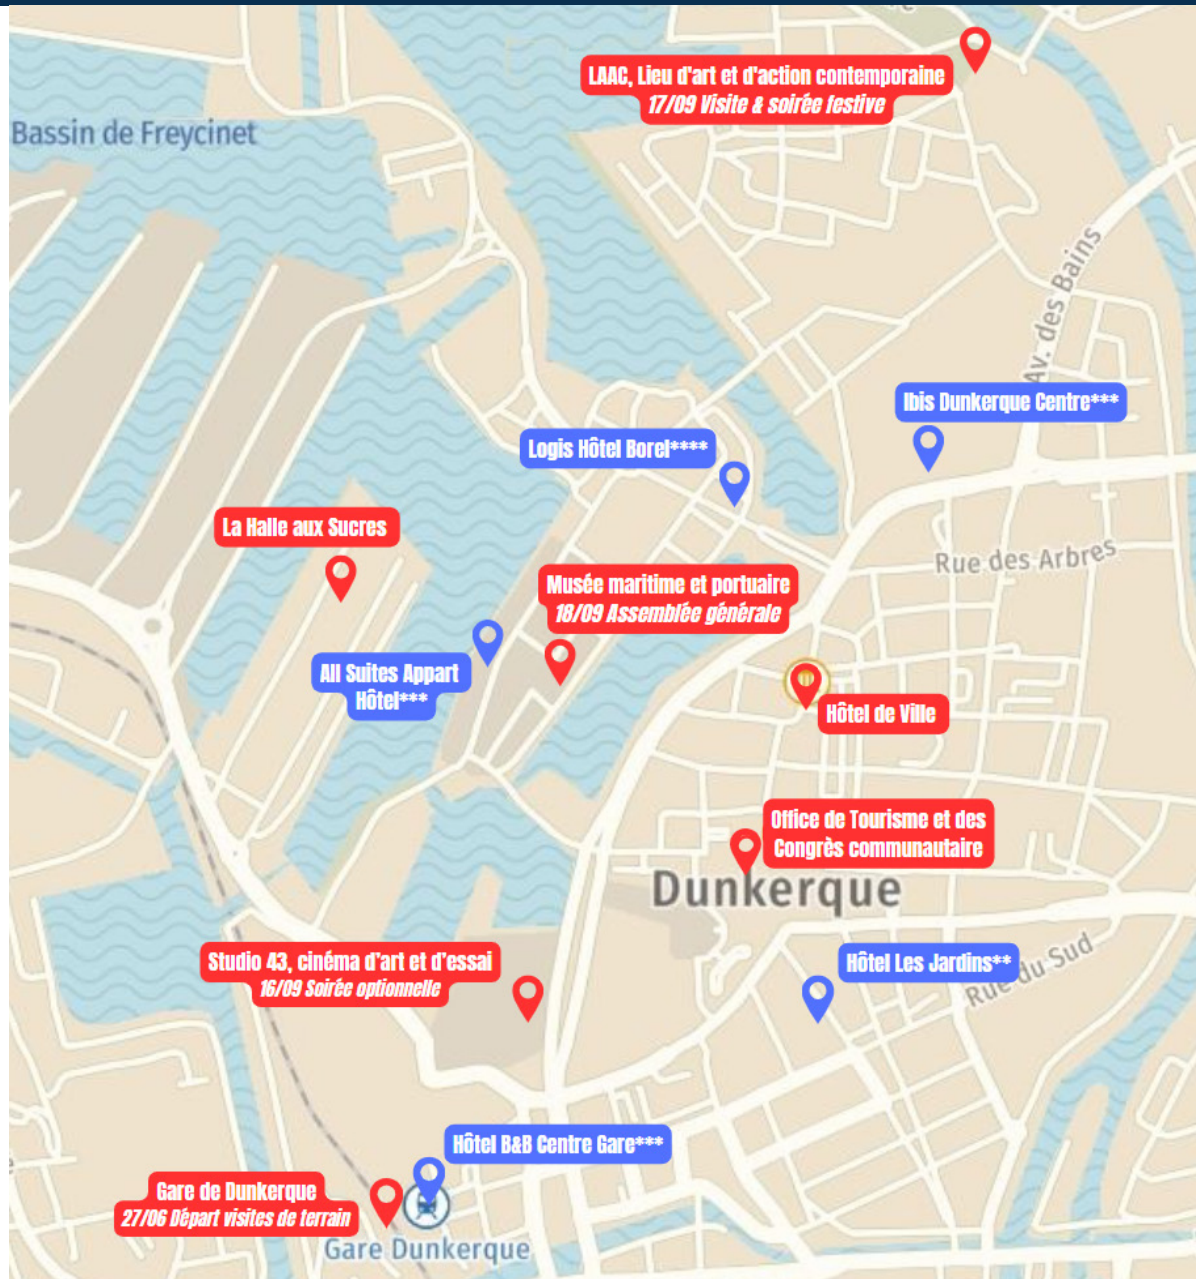 LAAC, Lieu d'art et d'action contemporaine
17/09 Visite & soirée festive
Bassin de Freycinet
Av. des Bains
Ibis Dunkerque Centre***
Logis Hôtel Borel****
La Halle aux Sucres
Rue des Arbres
Musée maritime et portuaire
18/09 Assemblée générale
All Suites Appart
Hôtel***
Hôtel de Ville
Office de Tourisme et des
Congrès communautaire
Dunkerque
Studio 43, cinéma d'art et d'essai
16/09 Soirée optionnelle
Hôtel Les Jardins**
Rue du Sud
Hôtel B&B Centre Gare***
Gare de Dunkerque
27/06 Départ visites de terrain
Gare Dunkerque